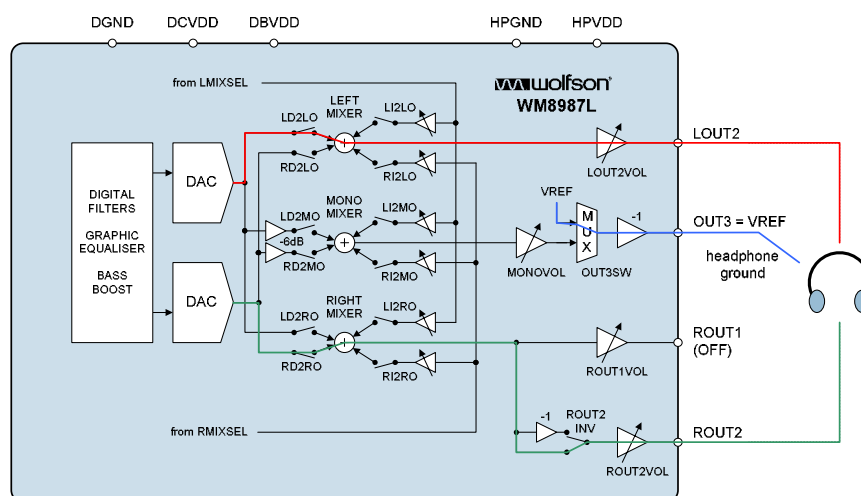 DGND
DCVDD
DBVDD
HPGND
HPVDD
from LMIXSEL
wolfson®
WM8987L
LEFT
MIXER
LD2LO
LI2LO
LOUT2
DAC
RD2LO
RI2LO
LOUT2VOL
DIGITAL
FILTERS
GRAPHIC
EQUALISER
BASS
BOOST
VREF
MONO
MIXER
LD2MO
LI2MO
-6dB
RD2MO
RI2MO
MONOVOL
MUX
OUT3SW
-1
OUT3 = VREF
headphone
ground
DAC
RIGHT
MIXER
LD2RO
LI2RO
RD2RO
RI2RO
ROUT1VOL
ROUT1
(OFF)
from RMIXSEL
-1
ROUT2
INV
ROUT2VOL
ROUT2